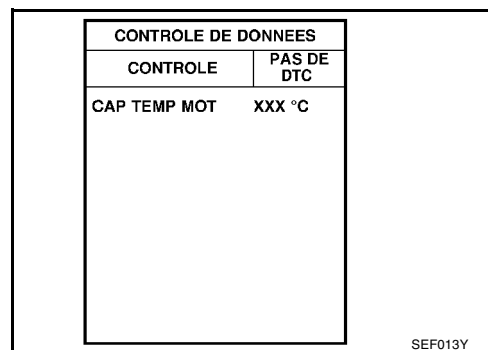 CONTROLE DE DONNEES
CONTROLE PAS DE DTC
CAP TEMP MOT XXX °C
SEF013Y